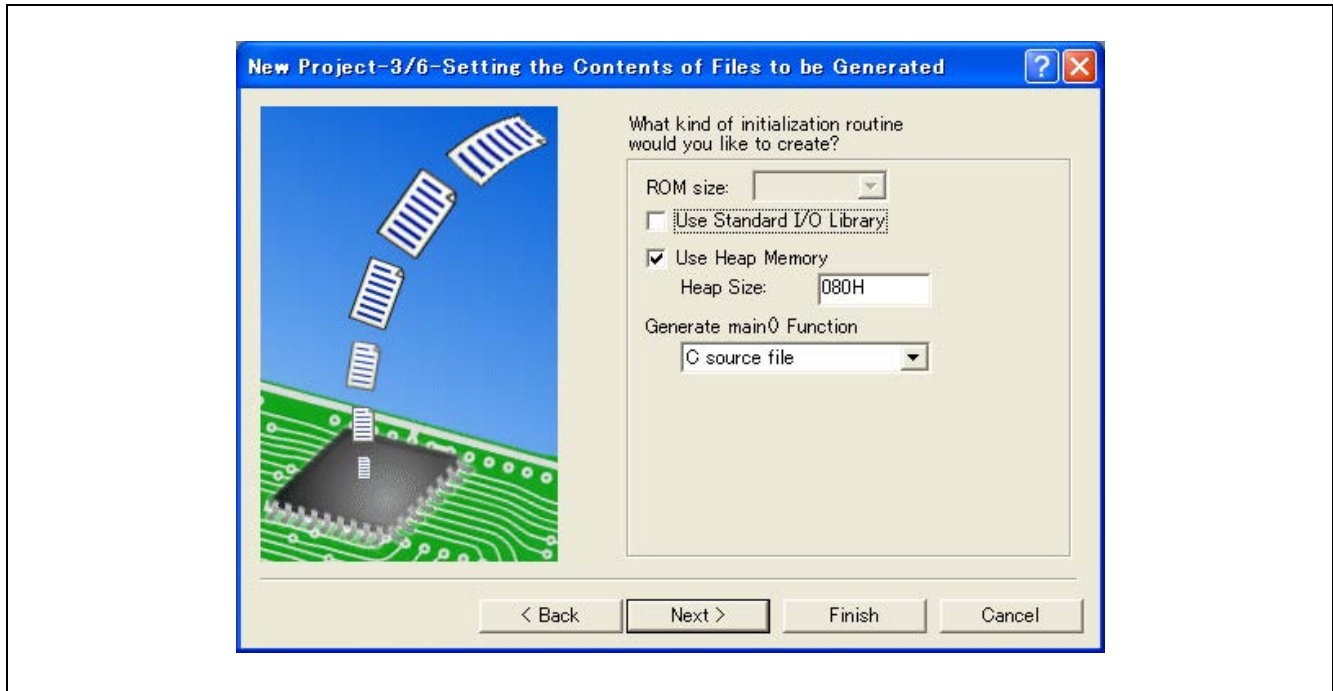 New Project-3/6-Setting the Contents of Files to be Generated
What kind of initialization routine
would you like to create?
ROM size:
Use Standard I/O Library
Use Heap Memory
Heap Size: 080H
Generate main() Function
C source file
< Back Next > Finish Cancel